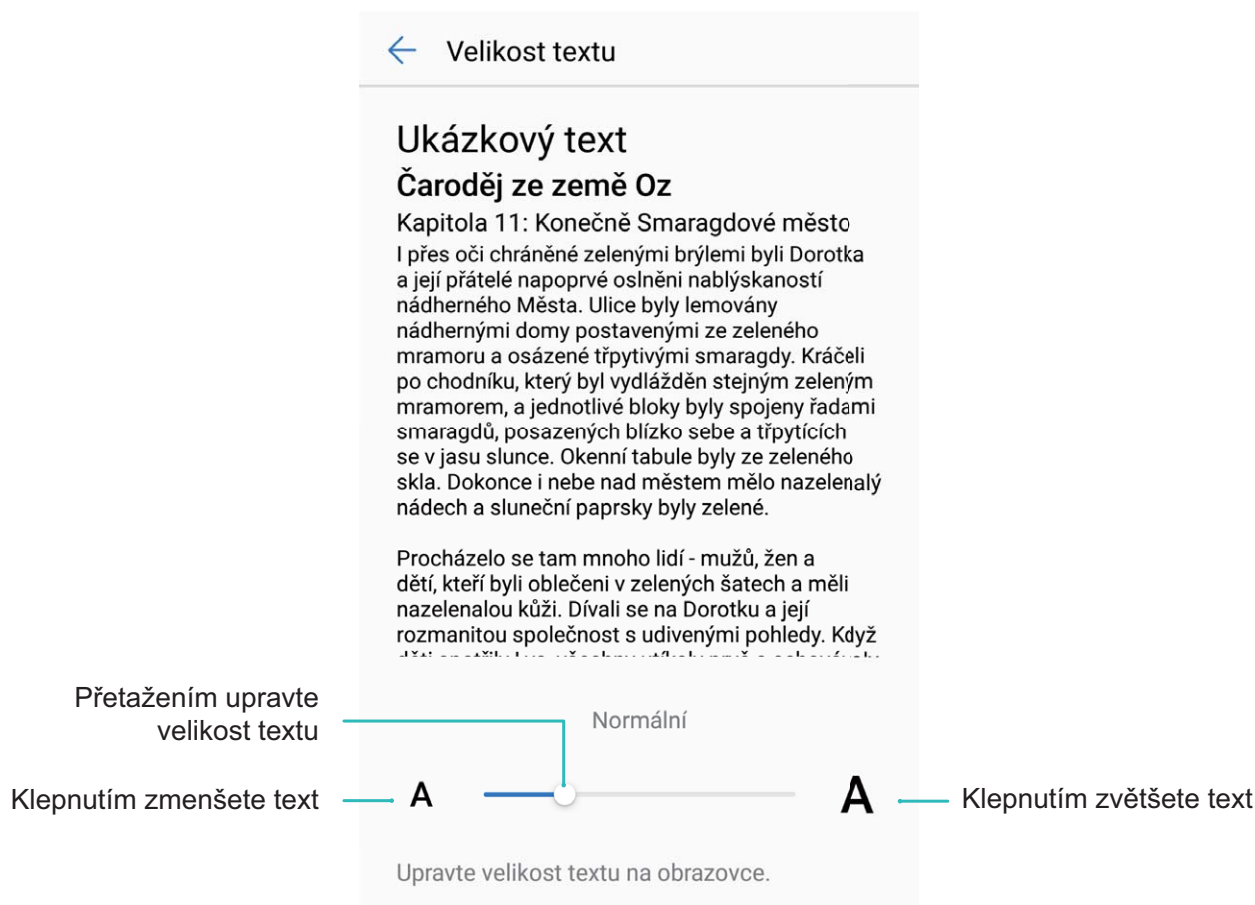 Velikost textu
Ukázkový text
Čaroděj ze země Oz
Kapitola 11: Konečně Smaragdové město
I přes oči chráněné zelenými brýlemi byli Dorotka
a její přátelé napoprvé oslněni nablýskaností
nádherného Města. Ulice byly lemovány
nádhernými domy postavenými ze zeleného
mramoru a osázené třpytivými smaragdy. Kráčeli
po chodníku, který byl vydlážděn stejným zeleným
mramorem, a jednotlivé bloky byly spojeny řadami
smaragdů, posazených blízko sebe a třpytících
se v jasu slunce. Okenní tabule byly ze zeleného
skla. Dokonce i nebe nad městem mělo nazelenalý
nádech a sluneční paprsky byly zelené.
Procházelo se tam mnoho lidí - mužů, žen a
dětí, kteří byli oblečeni v zelených šatech a měli
nazelenalou kůži. Dívali se na Dorotku a její
rozmanitou společnost s udivenými pohledy. Když
Přetažením upravte
velikost textu
Normální
Klepnutím zmenšete text
A
A
Klepnutím zvětšete text
Upravte velikost textu na obrazovce.